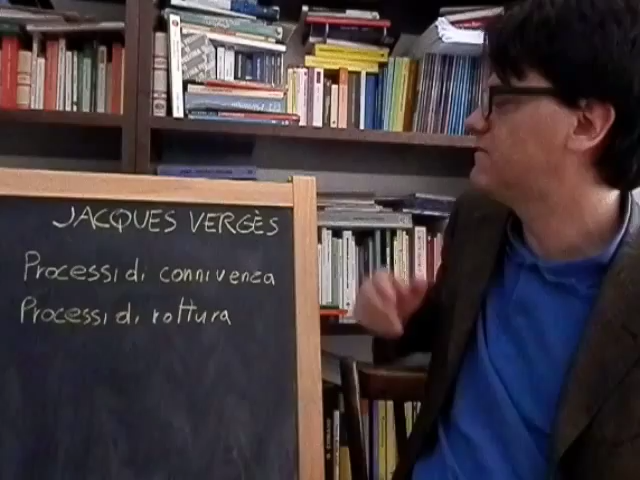 JACQUES VERGÈS
Processi di connivenza
Processi di rottura